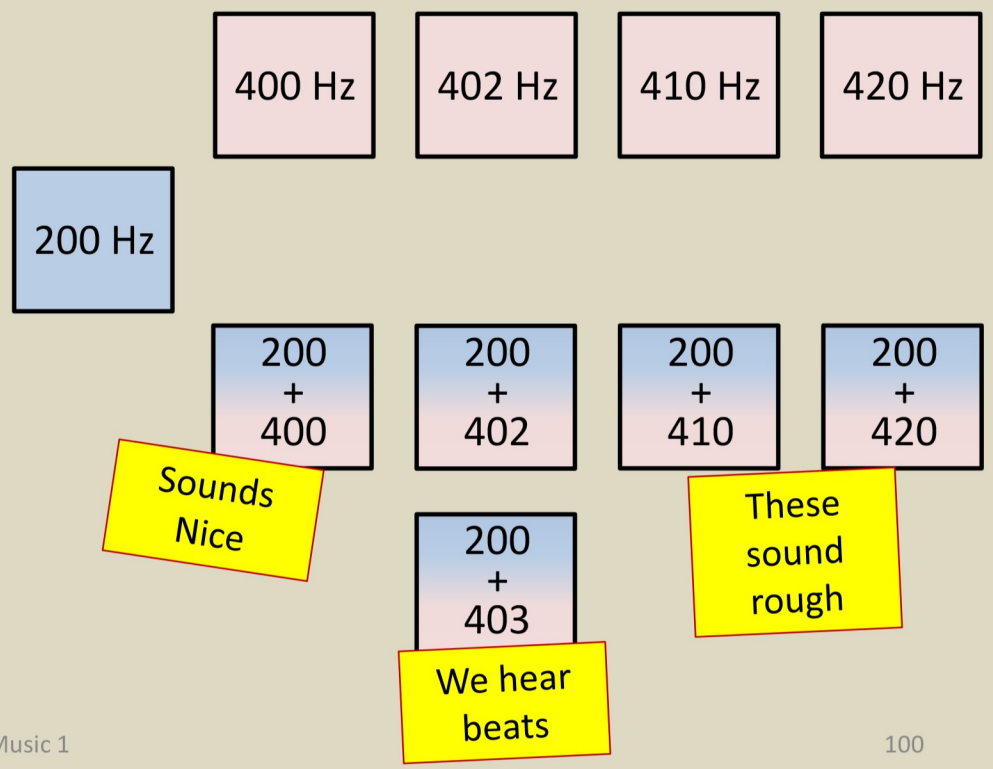 400 Hz
402 Hz
410 Hz
420 Hz
200 Hz
200
+
400
200
+
402
200
+
410
200
+
420
Sounds
Nice
200
+
403
These
sound
rough
We hear
beats
Music 1
100